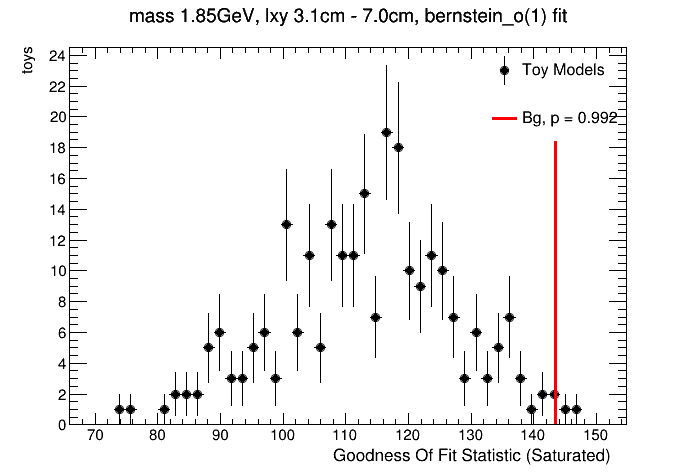 mass 1.85GeV, lxy 3.1cm - 7.0cm, bernstein_o(1) fit
toys
24
22
20
18
16
14
12
10
8
6
4
2
0
Toy Models
Bg, p = 0.992
70 80 90 100 110 120 130 140 150
Goodness Of Fit Statistic (Saturated)